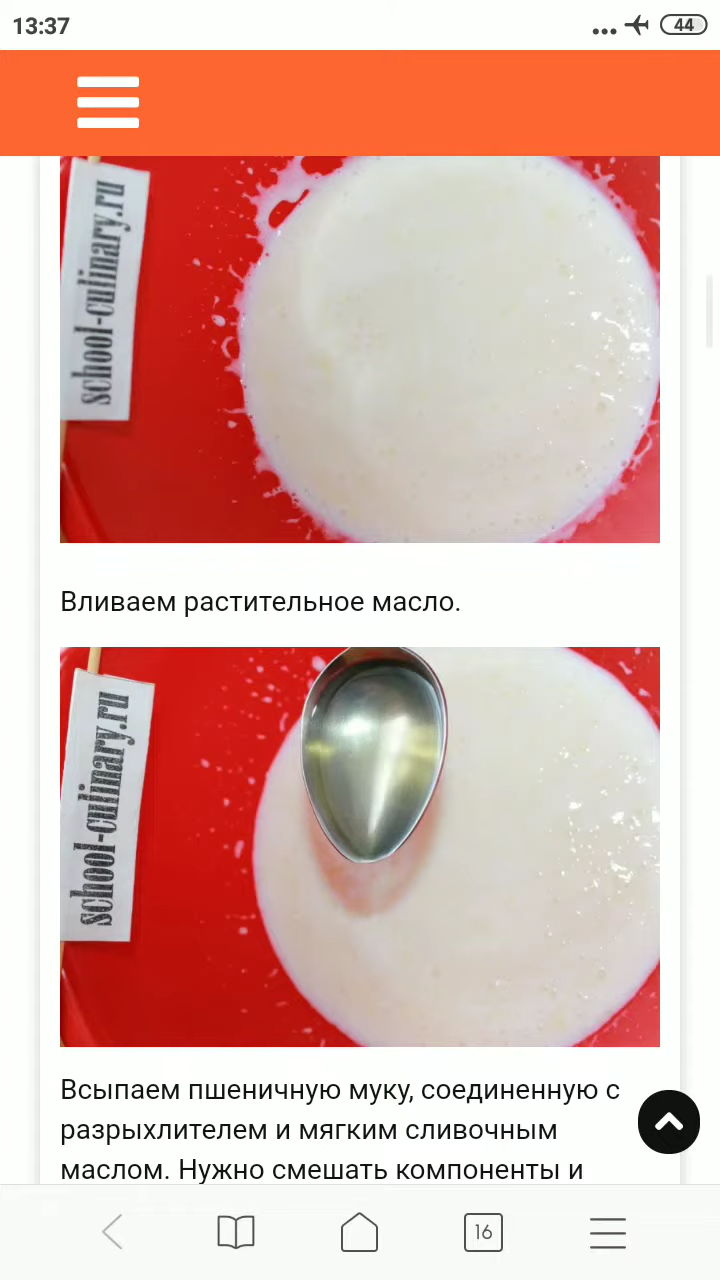 13:37
44
school-culinary.ru
Вливаем растительное масло.
school-culinary.ru
Всыпаем пшеничную муку, соединенную с
разрыхлителем и мягким сливочным
маслом. Нужно смешать компоненты и
16